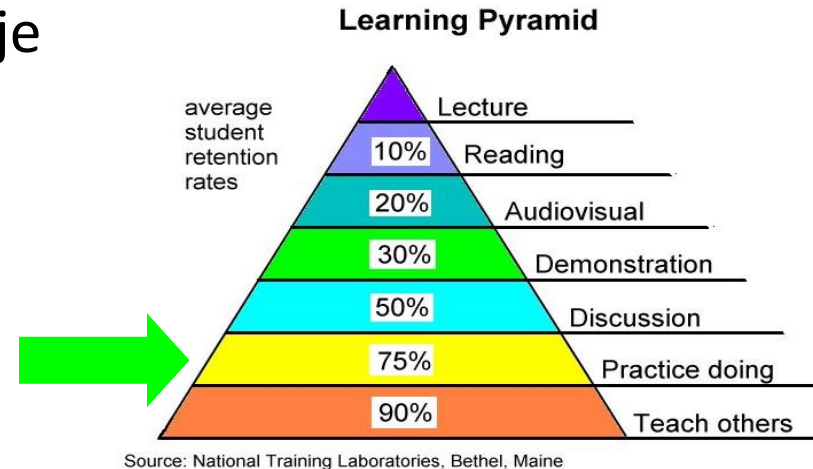 je
Learning Pyramid
average
student
retention
rates
Lecture
10% Reading
20% Audiovisual
30% Demonstration
50% Discussion
75% Practice doing
90% Teach others
Source: National Training Laboratories, Bethel, Maine